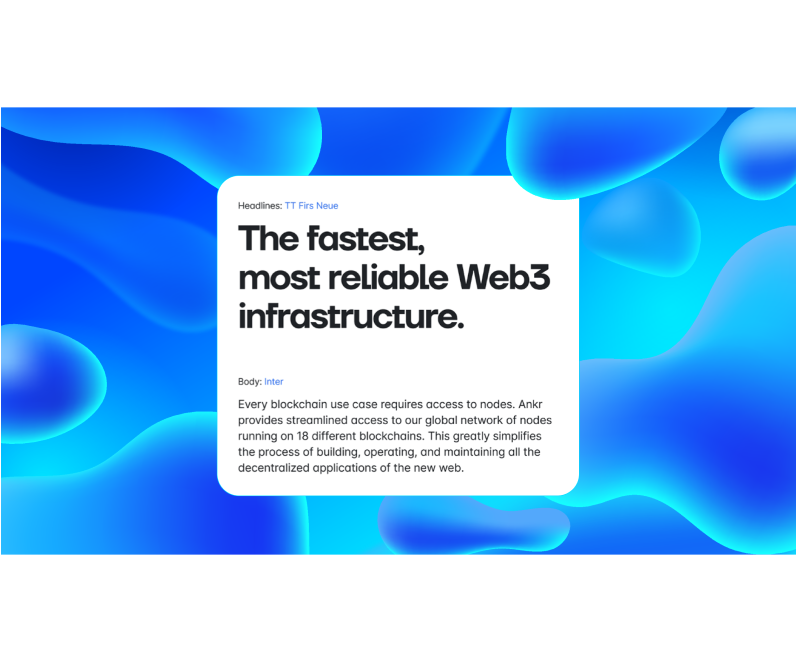 Headlines: TT Firs Neue
The fastest,
most reliable Web3
infrastructure.
Body: Inter
Every blockchain use case requires access to nodes. Ankr
provides streamlined access to our global network of nodes
running on 18 different blockchains. This greatly simplifies
the process of building, operating, and maintaining all the
decentralized applications of the new web.